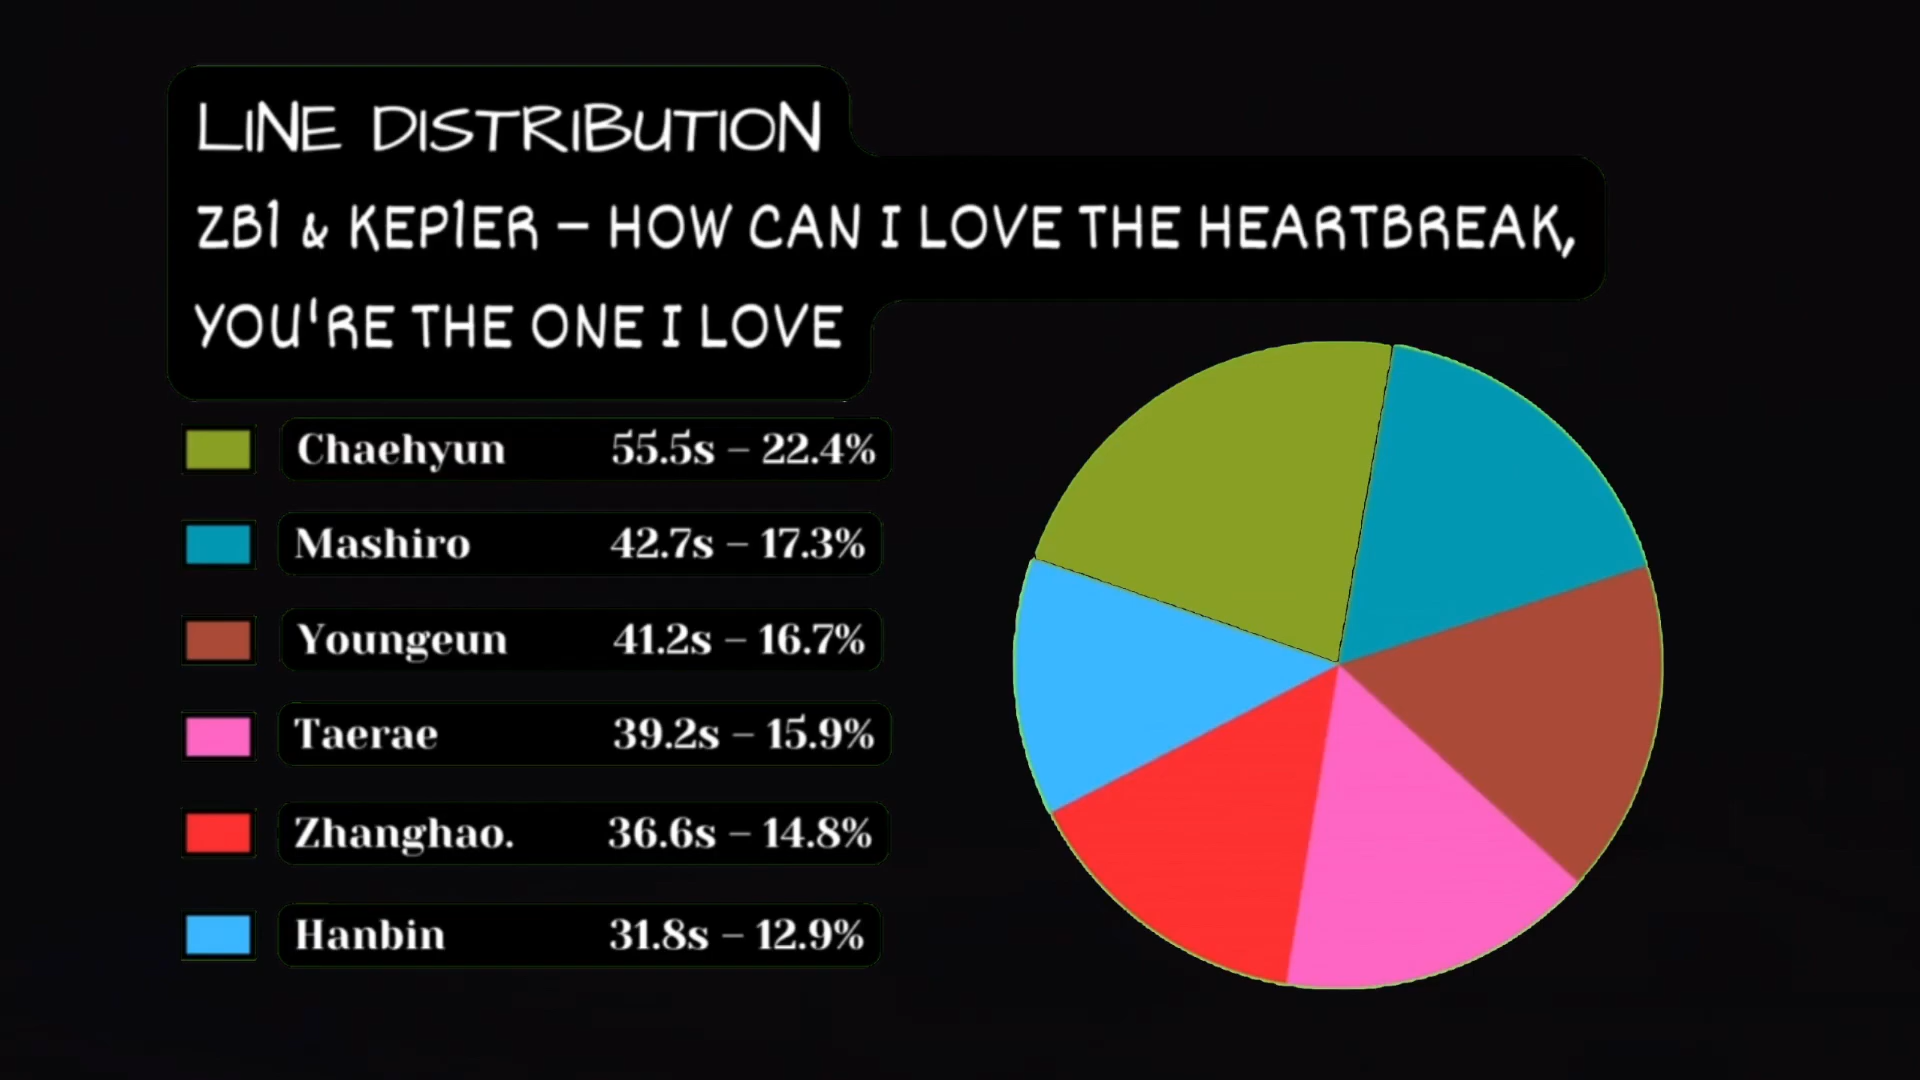 LINE DISTRIBUTION
ZB1 & KEP1ER – HOW CAN I LOVE THE HEARTBREAK,
YOU'RE THE ONE I LOVE
Chaehyun 55.5s – 22.4%
Mashiro 42.7s – 17.3%
Youngeun 41.2s – 16.7%
Taerae 39.2s – 15.9%
Zhanghao. 36.6s – 14.8%
Hanbin 31.8s – 12.9%